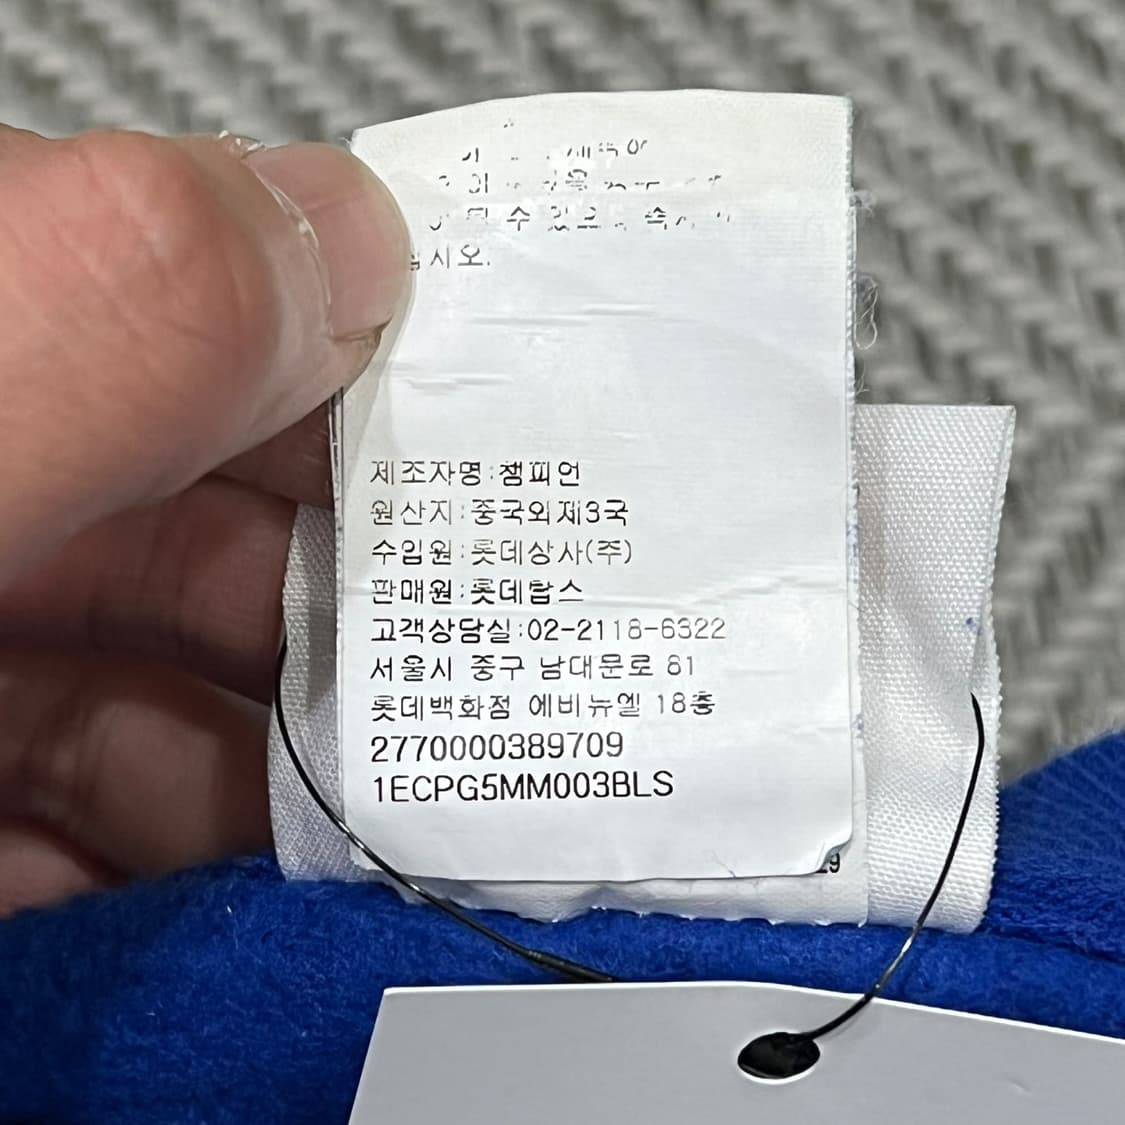 수 있으
시오.
제조자명:챔피언
원산지:중국외제3국
수입원:롯데상사(주)
판매원:롯데탑스
고객상담실:02-2118-6322
서울시 중구 남대문로 81
롯데백화점 에비뉴엘 18층
2770000389709
1ECPG5MM003BLS